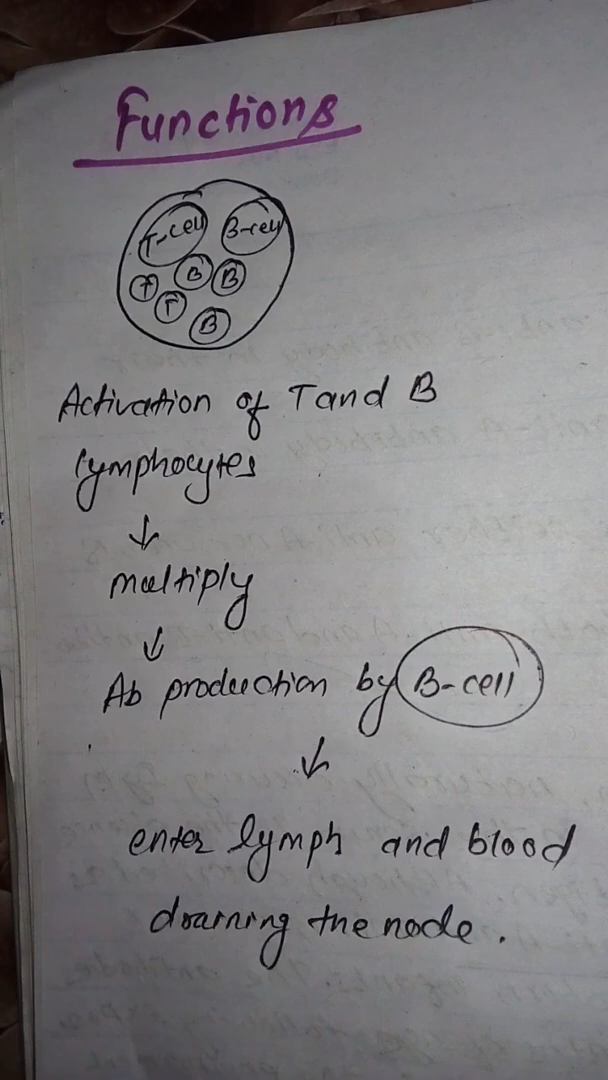 Functions
T-cell B-cell
T B B
T
B
Activation of T and B
lymphocytes
↓
multiply
↓
Ab production by B-cell
↓
enter lymph and blood
draining the node.